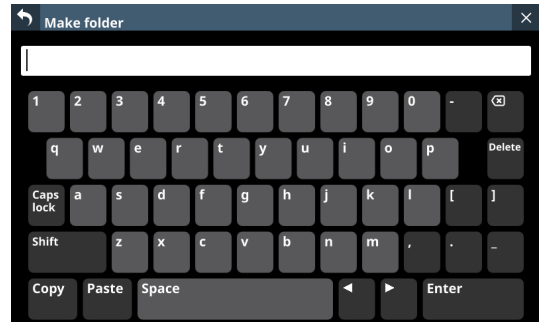 Make folder
1 2 3 4 5 6 7 8 9 0 -
q w e r t y u i o p Delete
Caps lock a s d f g h j k l [ ]
Shift z x c v b n m , . _
Copy Paste Space ◀ ▶ Enter